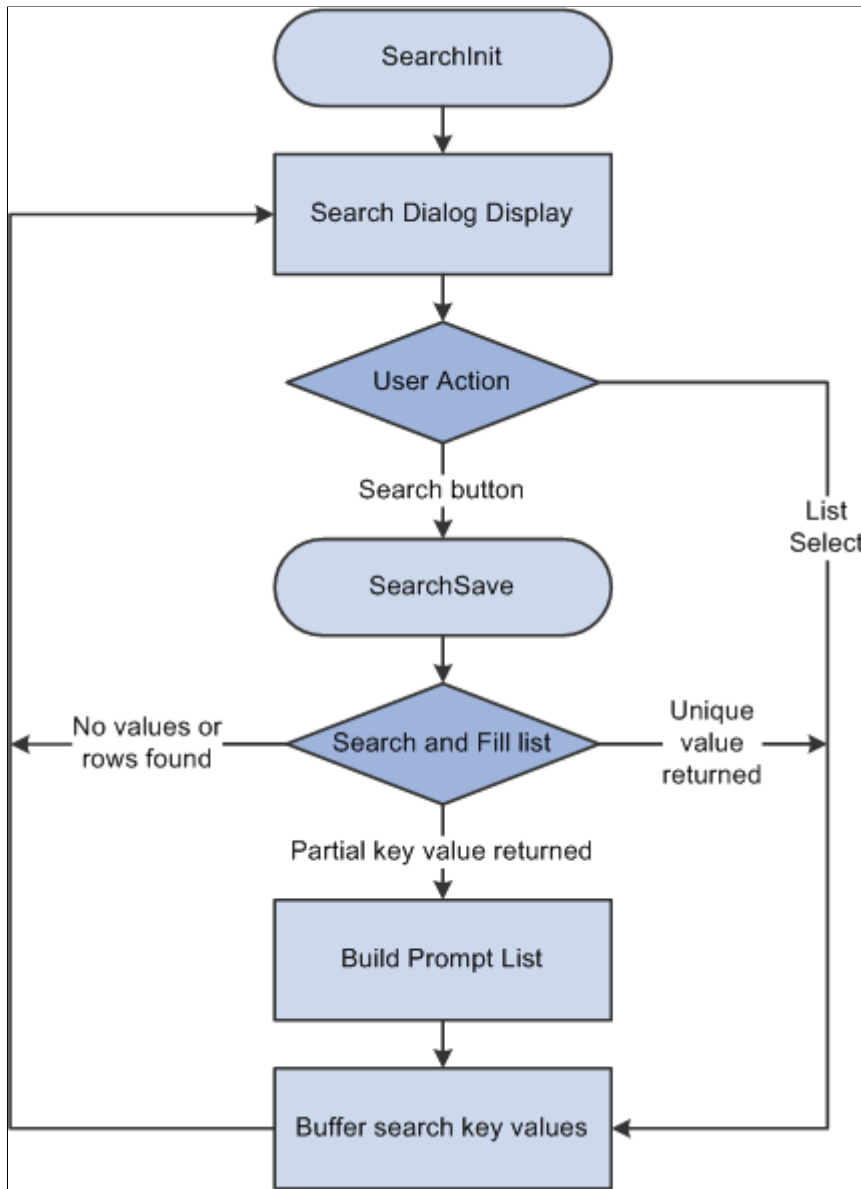 SearchInit
Search Dialog Display
User Action
Search button
List
Select
SearchSave
No values or
rows found
Search and Fill list
Unique
value
returned
Partial key value returned
Build Prompt List
Buffer search key values